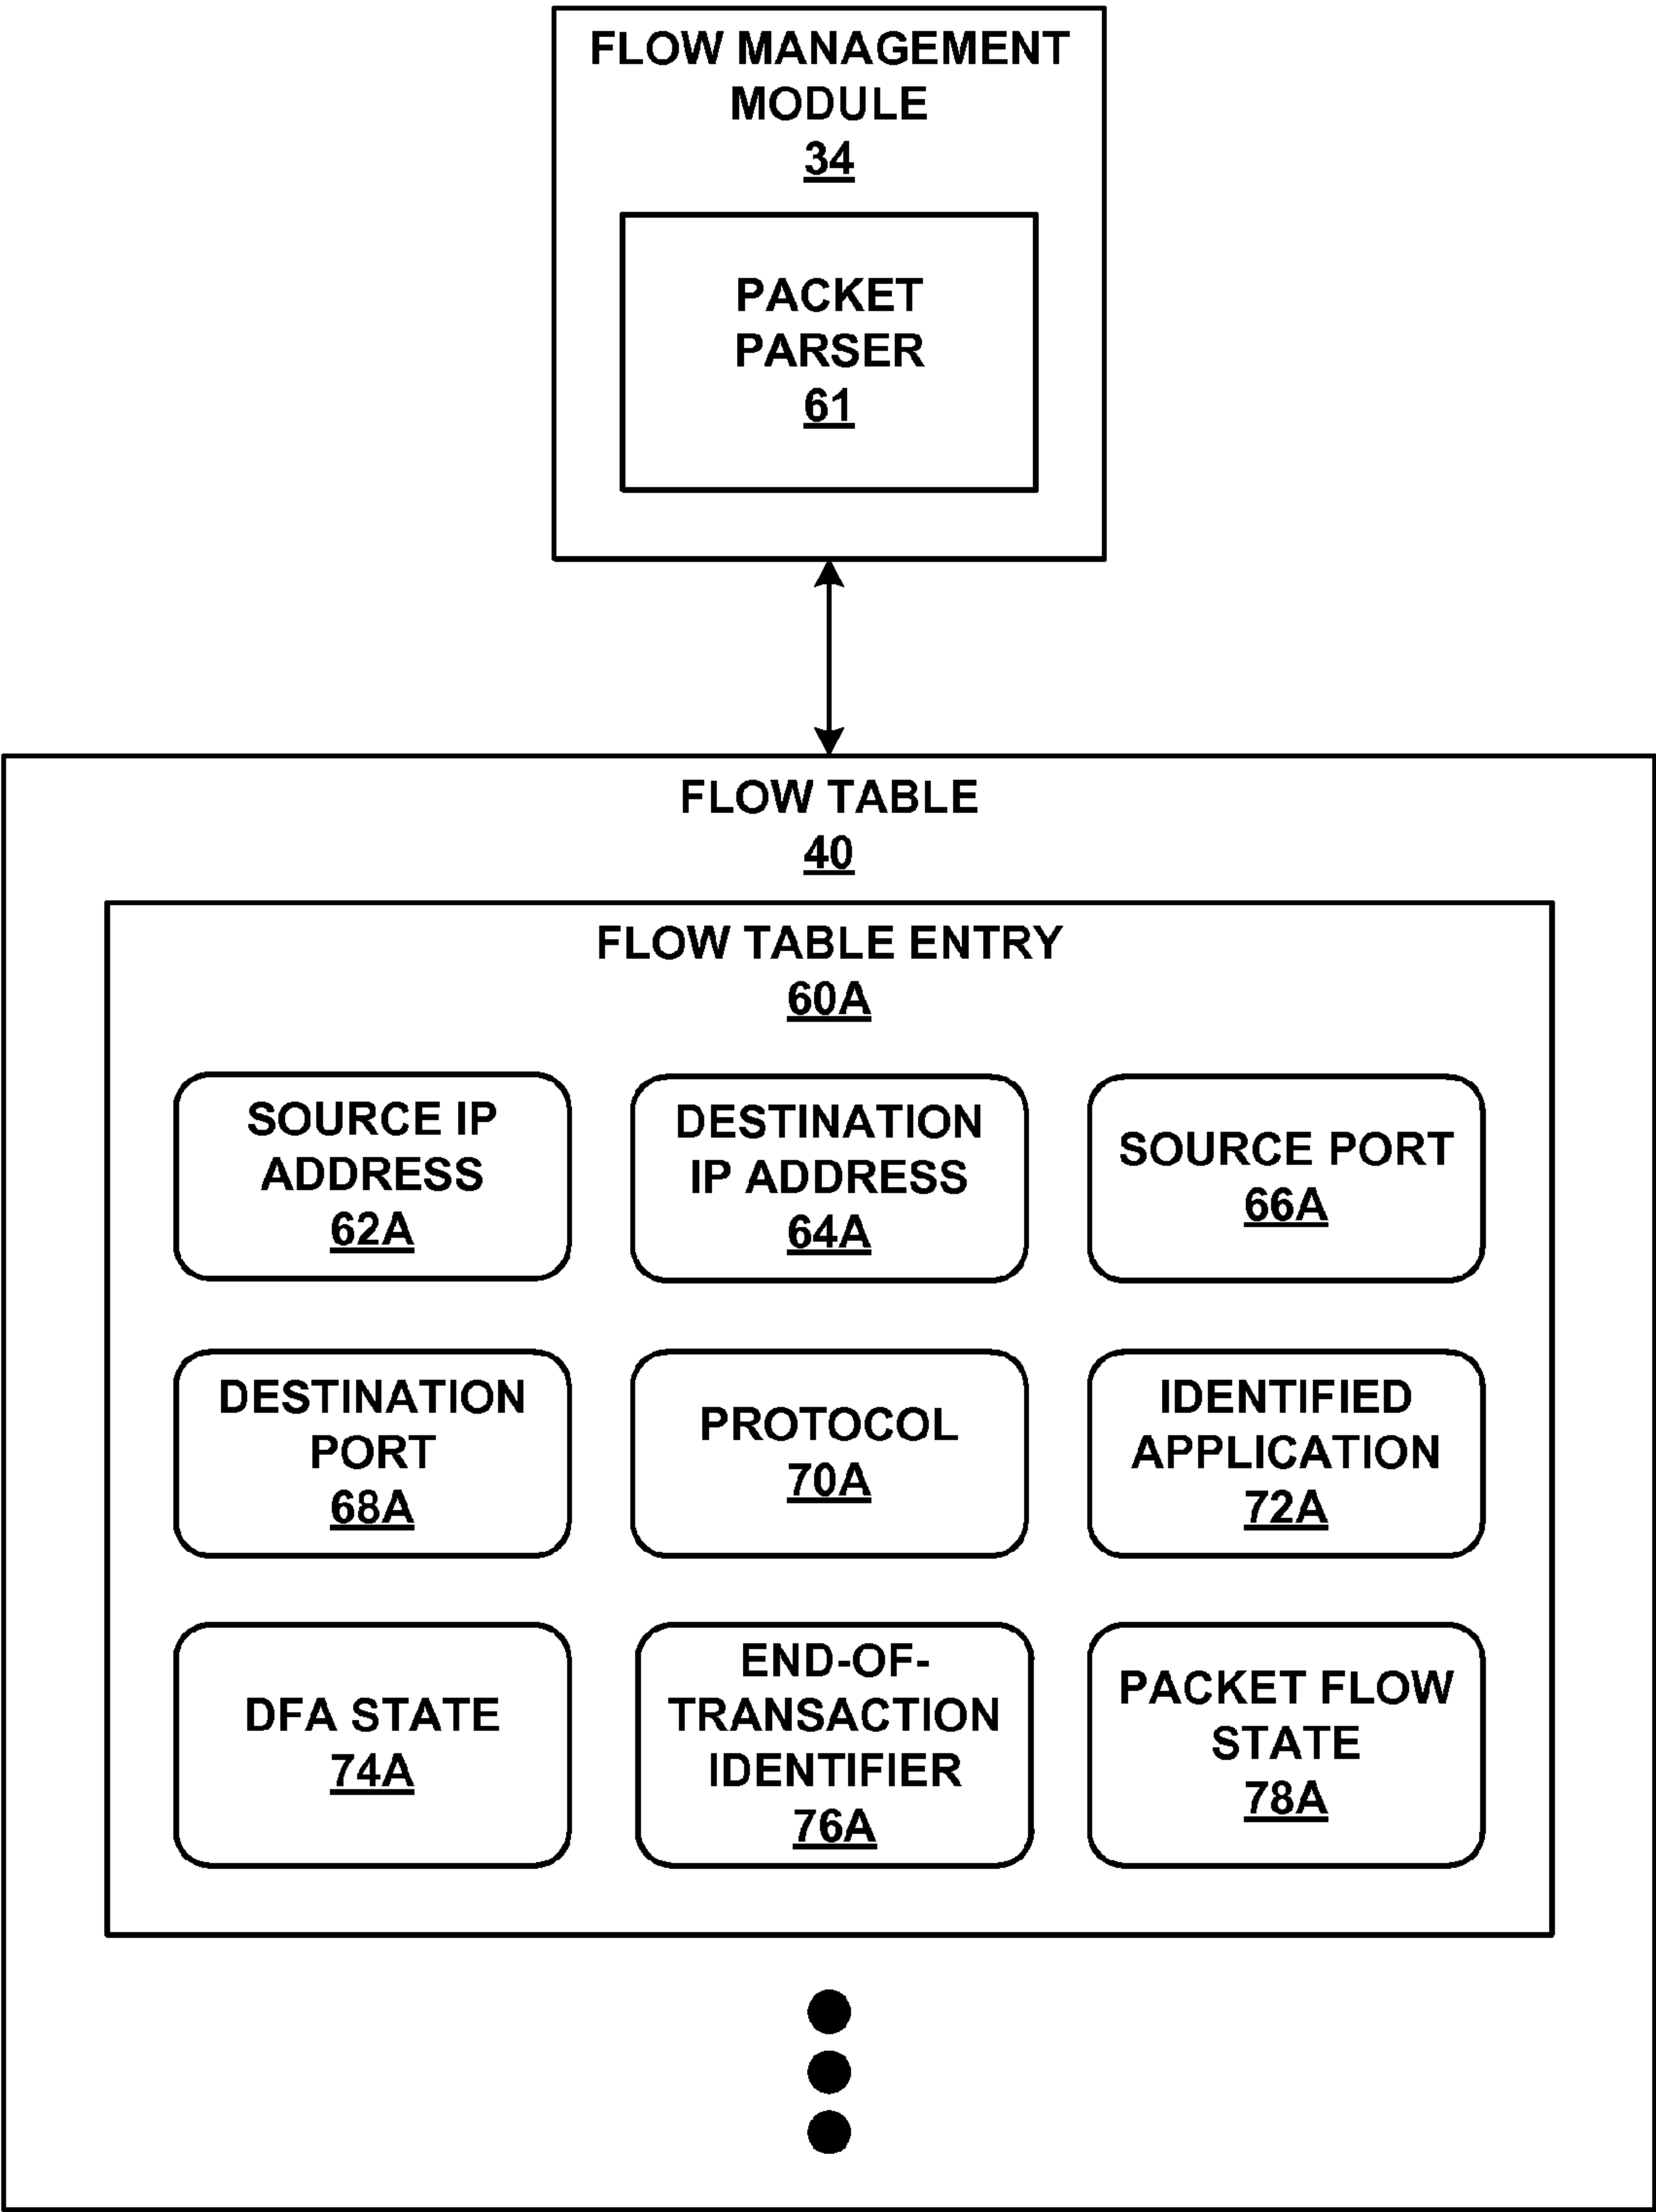 FLOW MANAGEMENT
MODULE
34
PACKET
PARSER
61
FLOW TABLE
40
FLOW TABLE ENTRY
60A
SOURCE IP
ADDRESS
62A
DESTINATION
IP ADDRESS
64A
SOURCE PORT
66A
DESTINATION
PORT
68A
PROTOCOL
70A
IDENTIFIED
APPLICATION
72A
DFA STATE
74A
END-OF-
TRANSACTION
IDENTIFIER
76A
PACKET FLOW
STATE
78A